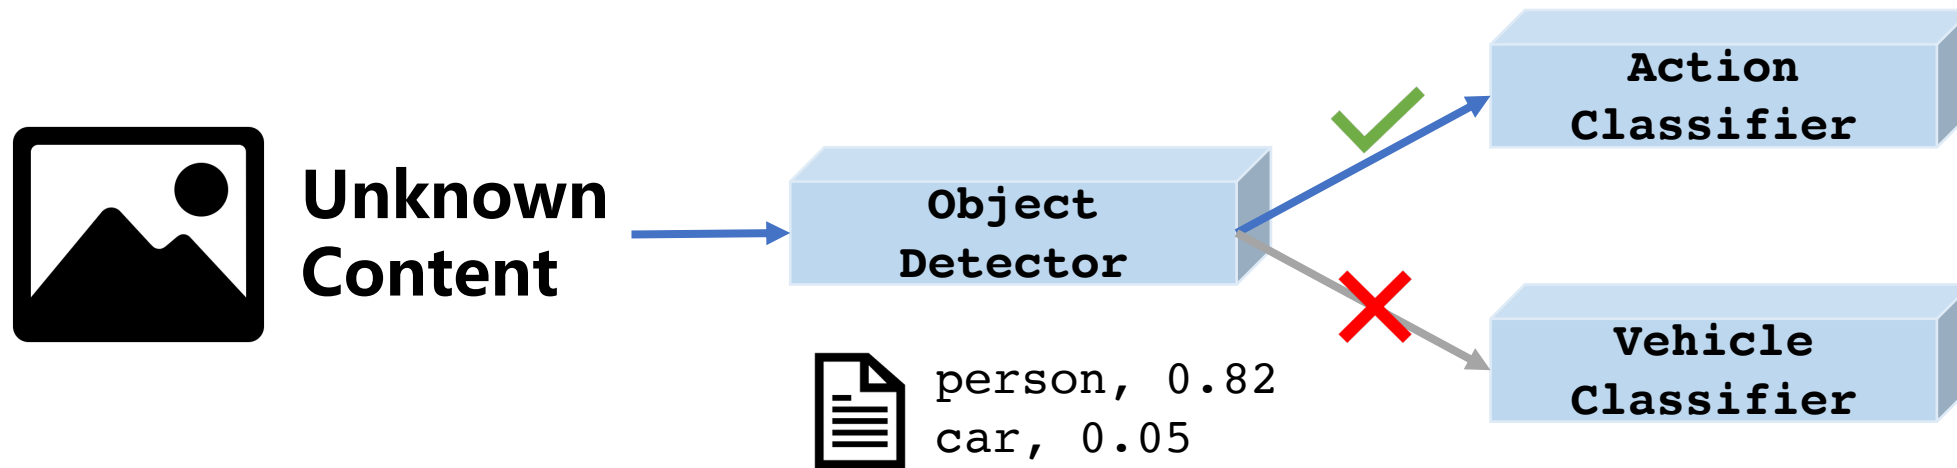 Unknown
Content
Object
Detector
person, 0.82
car, 0.05
Action
Classifier
Vehicle
Classifier